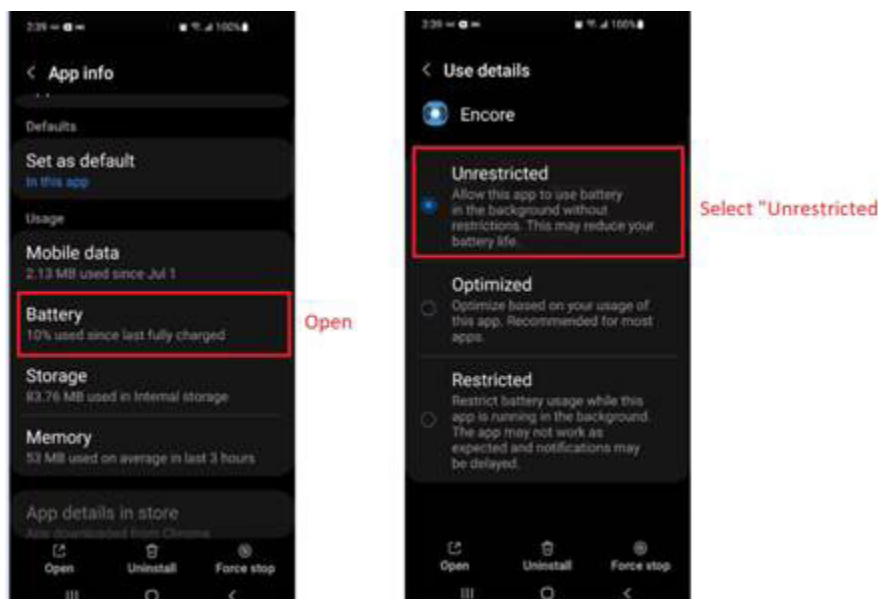 2:39
100%
< App info
Defaults
Set as default
In this app
Usage
Mobile data
2.13 MB used since Jul 1
Battery
10% used since last fully charged
Storage
83.76 MB used in Internal storage
Memory
53 MB used on average in last 3 hours
App details in store
App downloaded from Chrome
Open
Uninstall
Force stop
Open
2:39
100%
< Use details
Encore
Unrestricted
Allow this app to use battery
in the background without
restrictions. This may reduce your
battery life.
Optimized
Optimize based on your usage of
this app. Recommended for most
apps.
Restricted
Restrict battery usage while this
app is running in the background.
The app may not work as
expected and notifications may
be delayed.
Open
Uninstall
Force stop
Select "Unrestricted